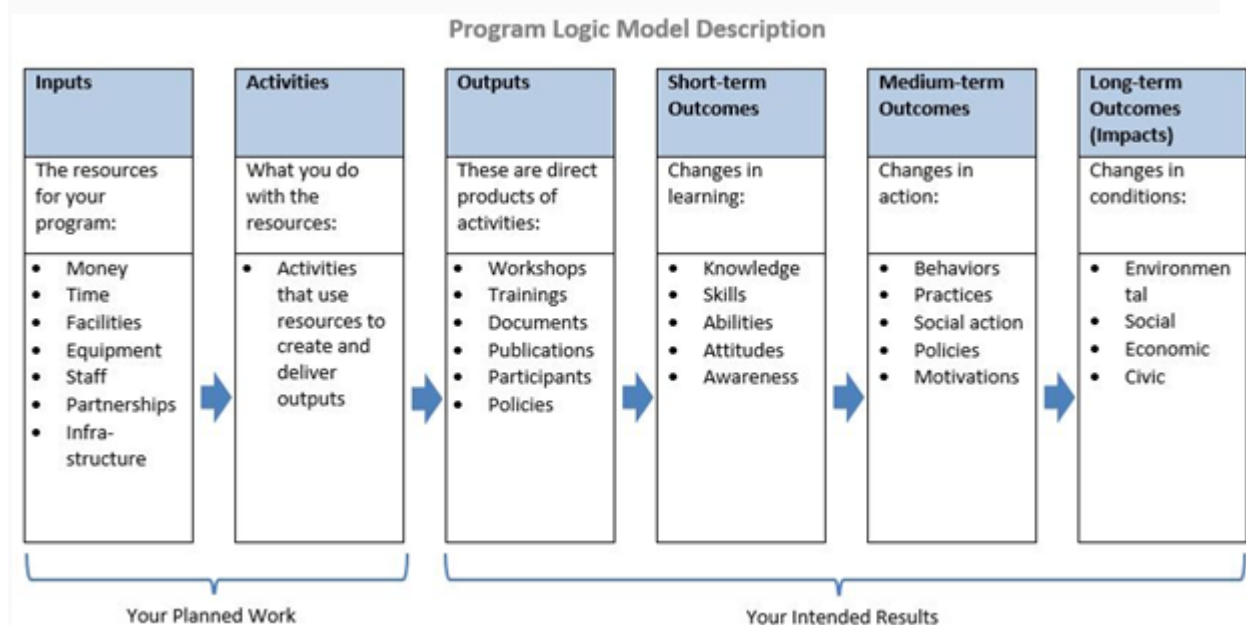 Program Logic Model Description
Inputs
The resources
for your
program:
• Money
• Time
• Facilities
• Equipment
• Staff
• Partnerships
• Infra-
structure
Activities
What you do
with the
resources:
• Activities
that use
resources to
create and
deliver
outputs
Outputs
These are direct
products of
activities:
• Workshops
• Trainings
• Documents
• Publications
• Participants
• Policies
Short-term
Outcomes
Changes in
learning:
• Knowledge
• Skills
• Abilities
• Attitudes
• Awareness
Medium-term
Outcomes
Changes in
action:
• Behaviors
• Practices
• Social action
• Policies
• Motivations
Long-term
Outcomes
(Impacts)
Changes in
conditions:
• Environmen
tal
• Social
• Economic
• Civic
Your Planned Work
Your Intended Results